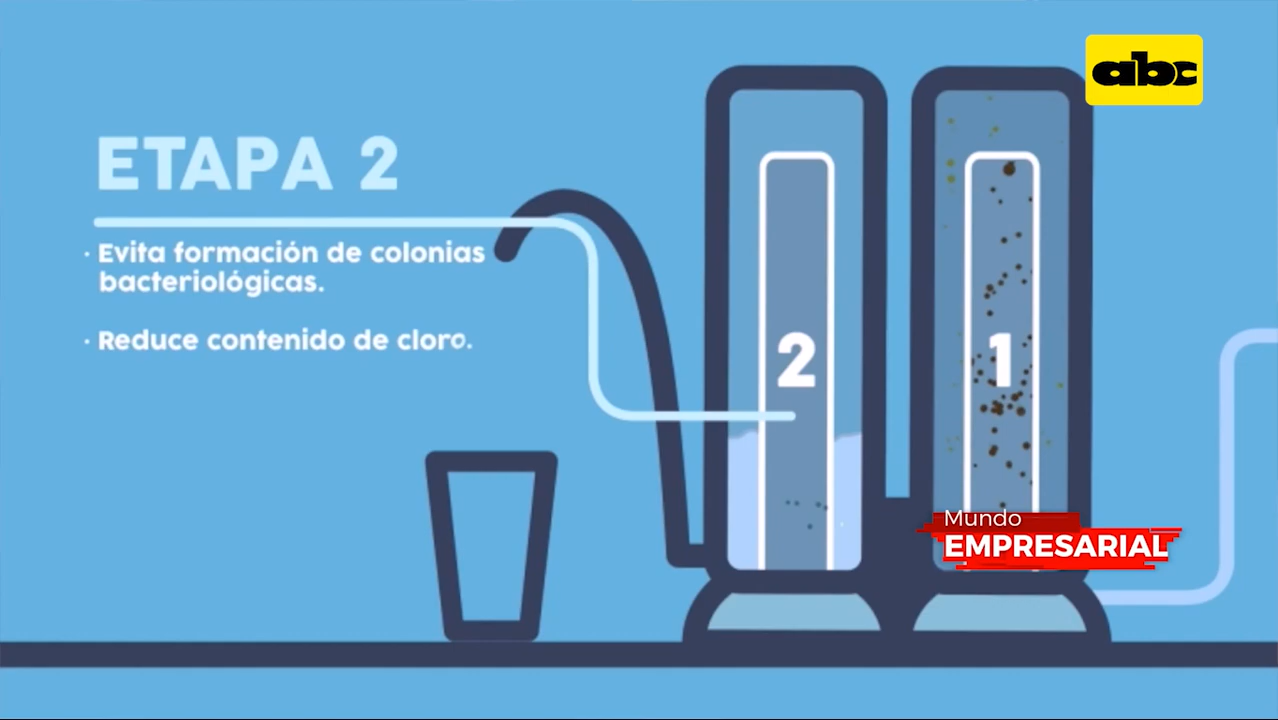 abc
ETAPA 2
· Evita formación de colonias
bacteriológicas.
· Reduce contenido de cloro.
2
1
Mundo
EMPRESARIAL